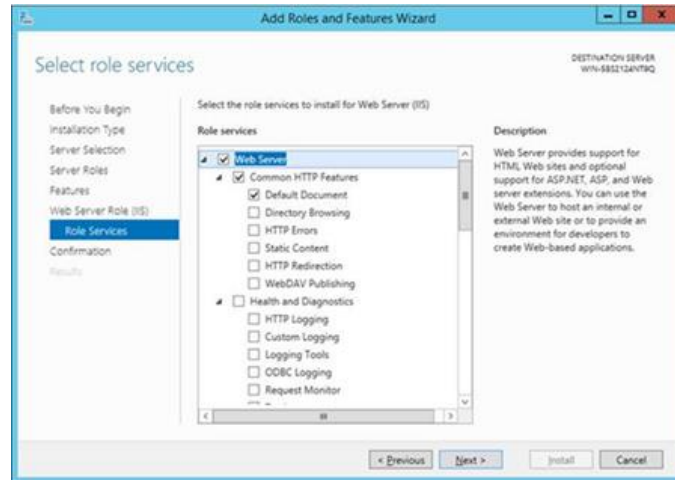 Add Roles and Features Wizard
Select role services
DESTINATION SERVER
Before You Begin
Installation Type
Server Selection
Server Roles
Features
Web Server Role (IIS)
Role Services
Confirmation
Results
Select the role services to install for Web Server (IIS)
Role services
Web Server
Common HTTP Features
Default Document
Directory Browsing
HTTP Errors
Static Content
HTTP Redirection
WebDAV Publishing
Health and Diagnostics
HTTP Logging
Custom Logging
Logging Tools
ODBC Logging
Request Monitor
Description
Web Server provides support for
HTML Web sites and optional
support for ASP.NET, ASP, and Web
server extensions. You can use the
Web Server to host an internal or
external Web site or to provide an
environment for developers to
create Web-based applications.
< Previous
Next >
Install
Cancel